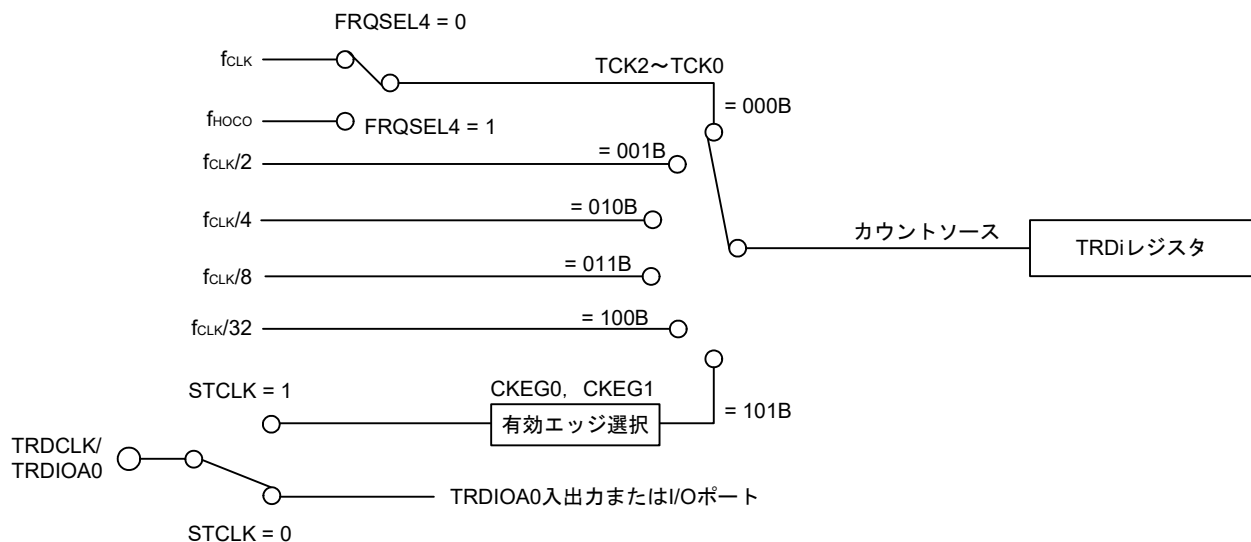 FRQSEL4 = 0
fCLK
TCK2～TCK0
= 000B
fHOCO
FRQSEL4 = 1
fCLK/2
= 001B
fCLK/4
= 010B
カウントソース
TRDiレジスタ
fCLK/8
= 011B
fCLK/32
= 100B
STCLK = 1
CKEG0, CKEG1
有効エッジ選択
= 101B
TRDCLK/
TRDIOA0
TRDIOA0入出力またはI/Oポート
STCLK = 0